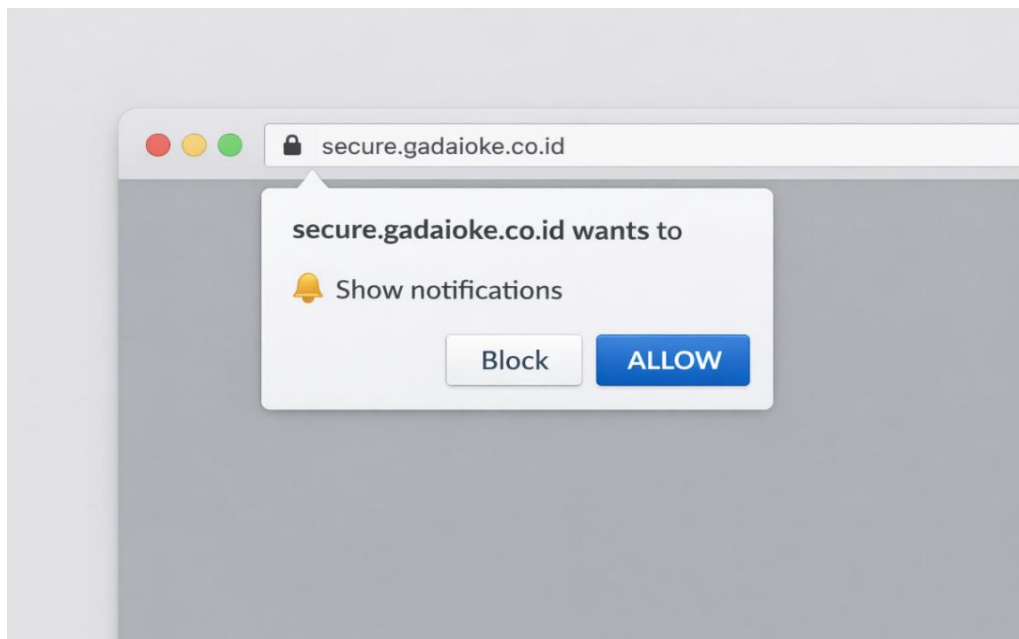 secure.gadaioke.co.id
secure.gadaioke.co.id wants to
Show notifications
Block
ALLOW